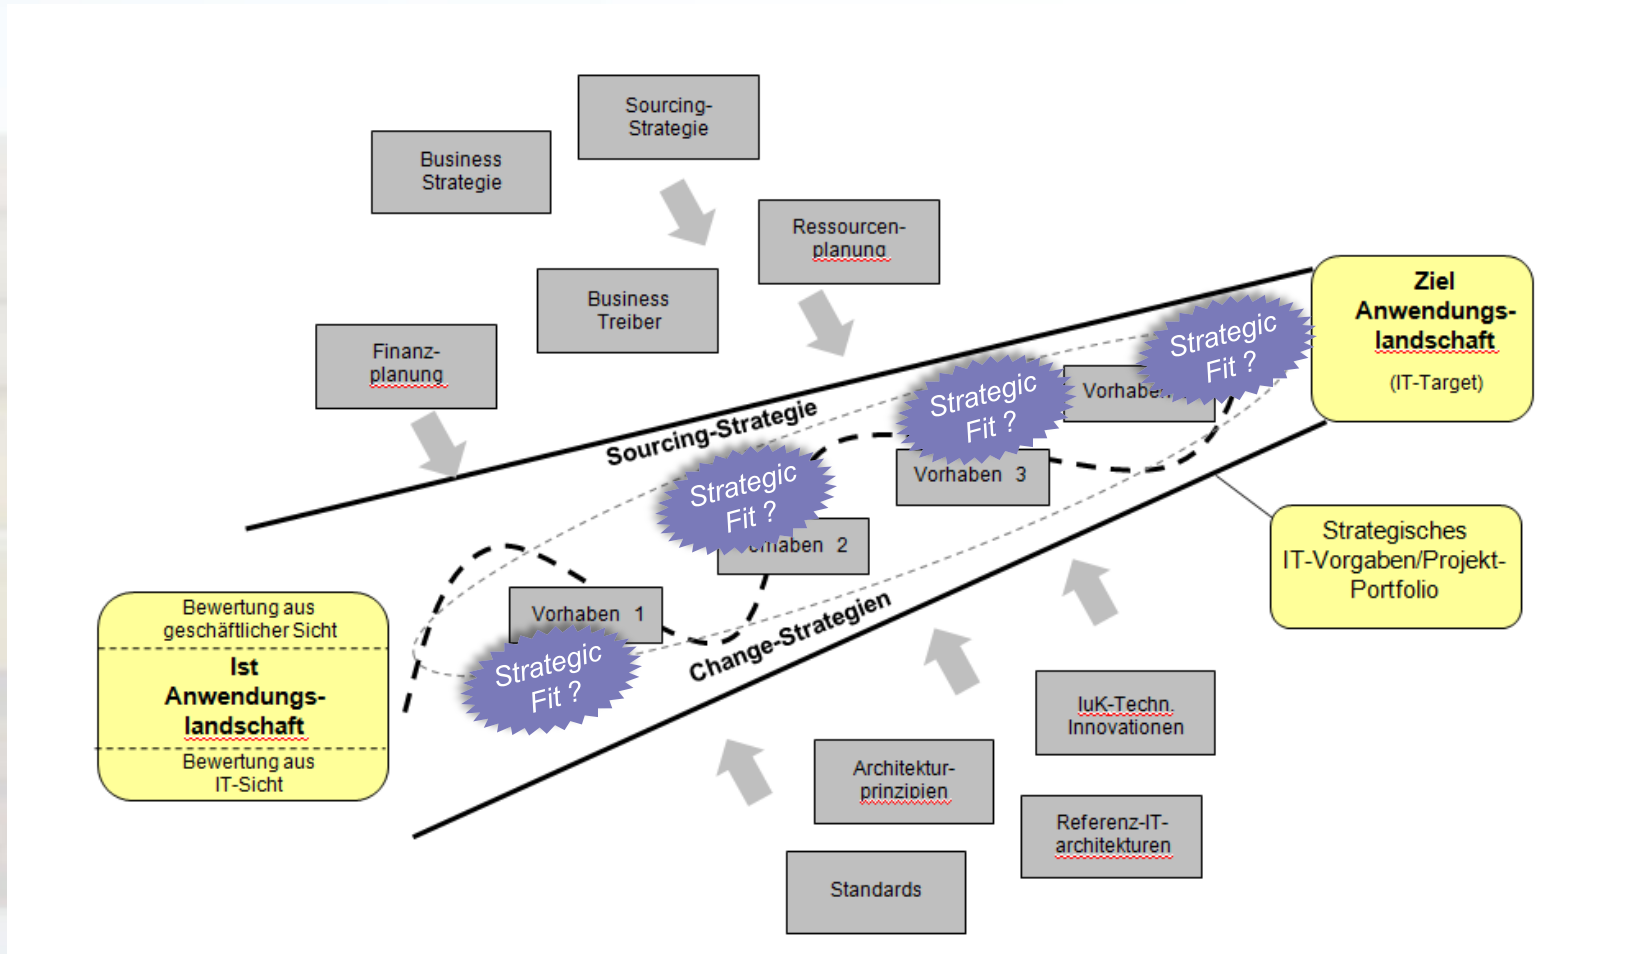 Sourcing-
Strategie
Business
Strategie
Ressourcen-
planung
Business
Treiber
Finanz-
planung
Ziel
Anwendungs-
landschaft
(IT-Target)
Sourcing-Strategie
Strategic
Fit ?
Strategic
Fit ?
Vorhaben 3
Strategic
Fit ?
Vorhaben 2
Vorhaben 1
Strategic
Fit ?
Change-Strategien
Strategisches
IT-Vorgaben/Projekt-
Portfolio
Bewertung aus
geschäftlicher Sicht
Ist
Anwendungs-
landschaft
Bewertung aus
IT-Sicht
IuK-Techn.
Innovationen
Architektur-
prinzipien
Referenz-IT-
architekturen
Standards